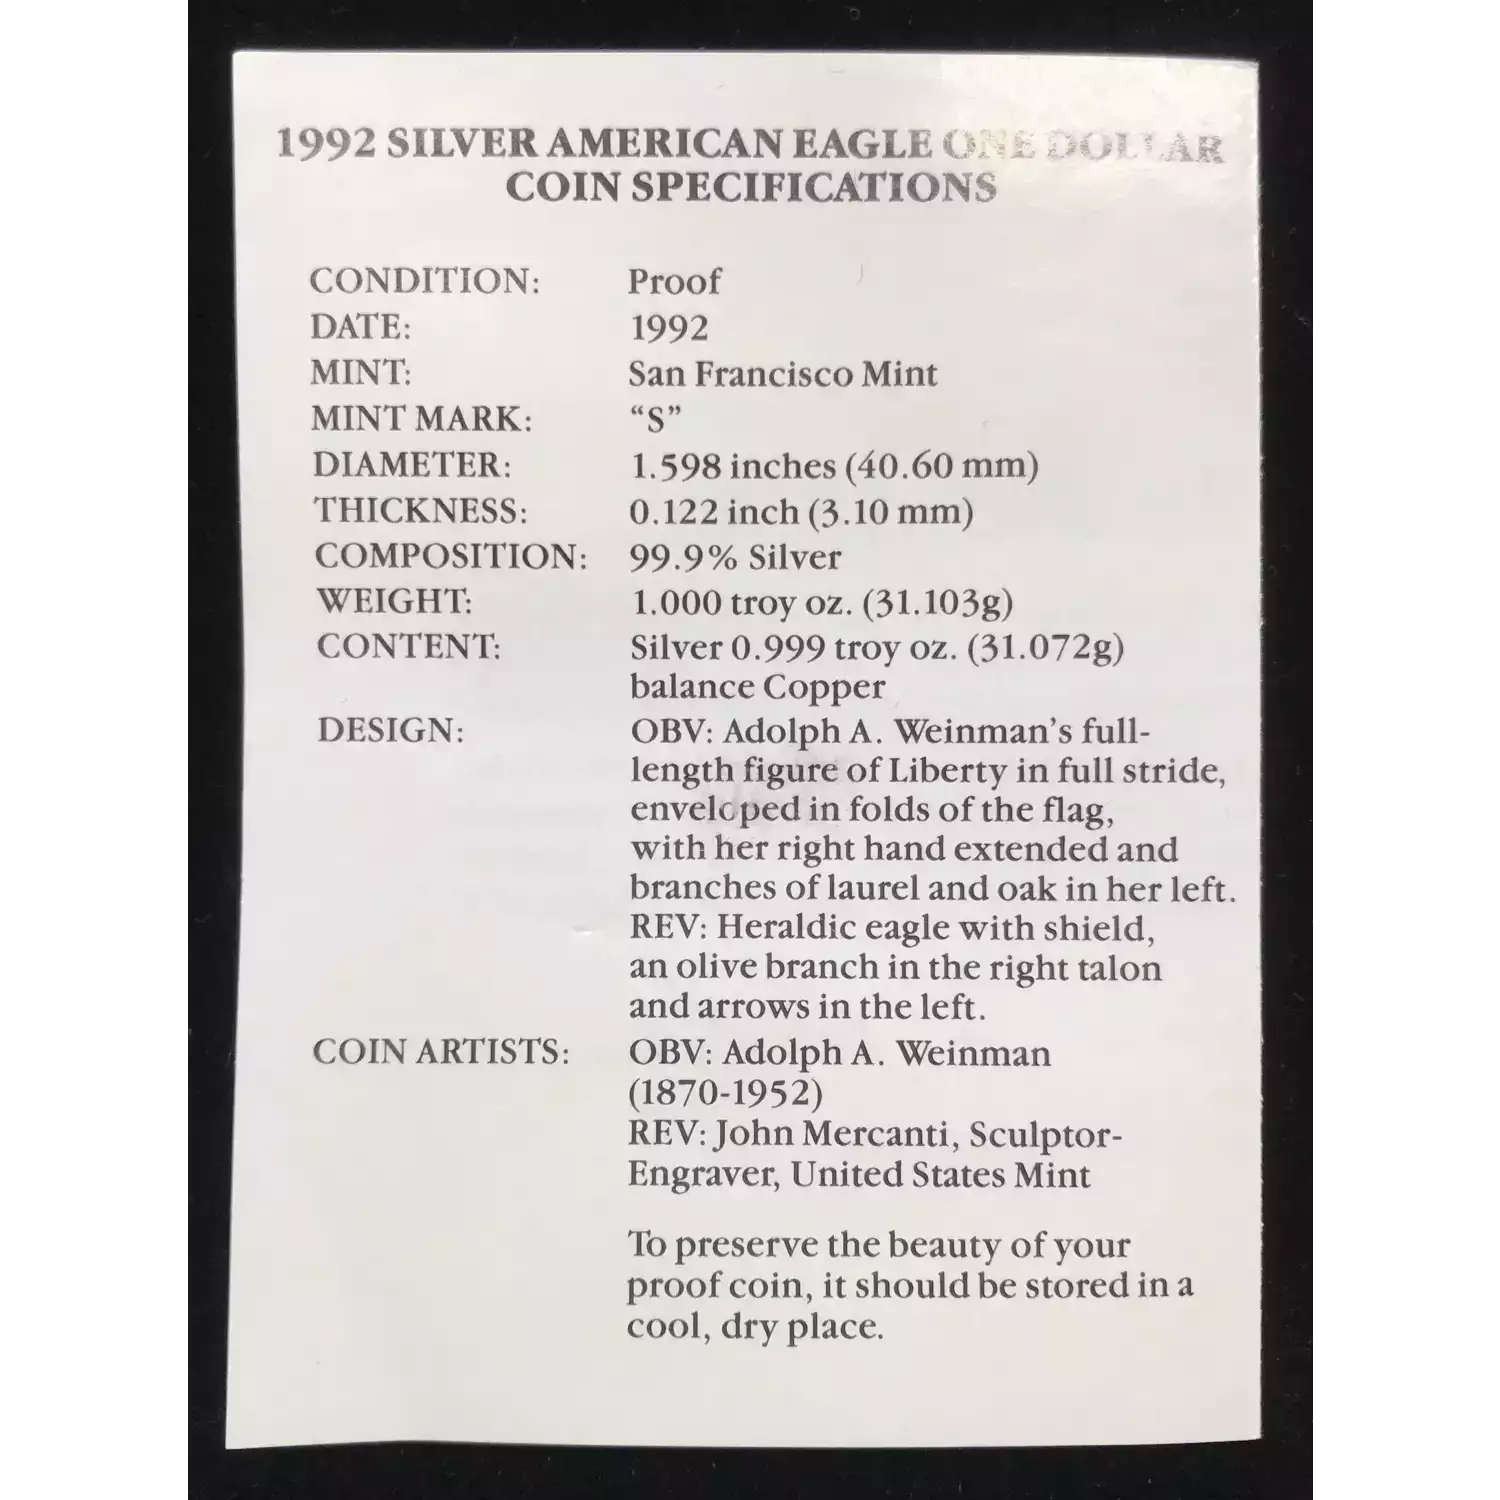 1992 SILVER AMERICAN EAGLE ONE DOLLAR
COIN SPECIFICATIONS
CONDITION: Proof
DATE: 1992
MINT: San Francisco Mint
MINT MARK: “S”
DIAMETER: 1.598 inches (40.60 mm)
THICKNESS: 0.122 inch (3.10 mm)
COMPOSITION: 99.9% Silver
WEIGHT: 1.000 troy oz. (31.103g)
CONTENT: Silver 0.999 troy oz. (31.072g)
balance Copper
DESIGN: OBV: Adolph A. Weinman’s full-
length figure of Liberty in full stride,
enveloped in folds of the flag,
with her right hand extended and
branches of laurel and oak in her left.
REV: Heraldic eagle with shield,
an olive branch in the right talon
and arrows in the left.
COIN ARTISTS: OBV: Adolph A. Weinman
(1870-1952)
REV: John Mercanti, Sculptor-
Engraver, United States Mint
To preserve the beauty of your
proof coin, it should be stored in a
cool, dry place.